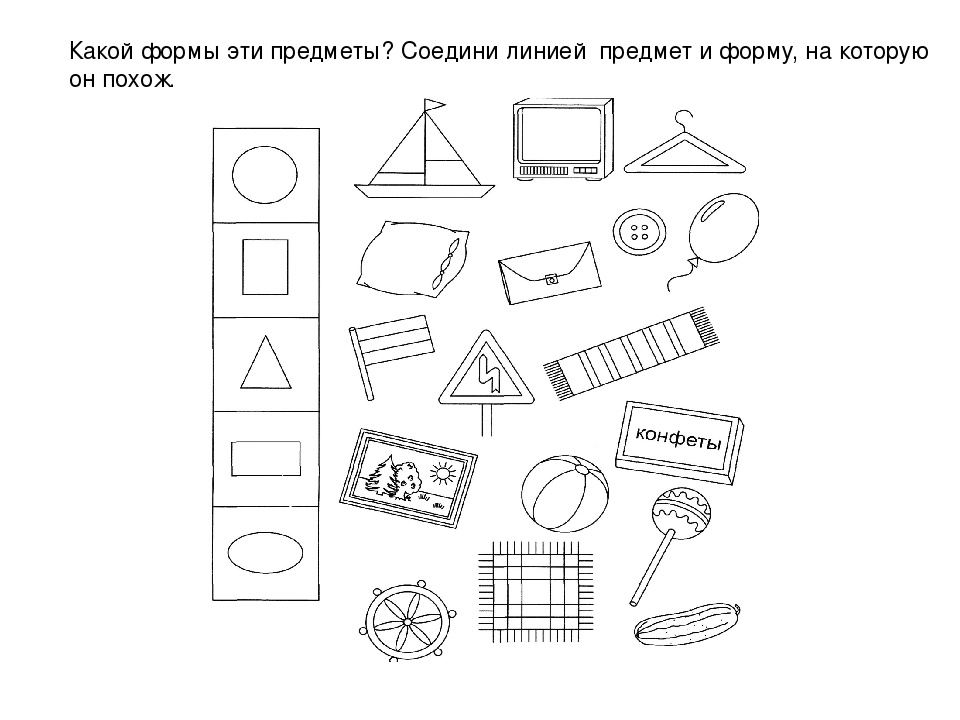 Какой формы эти предметы? Соедини линией предмет и форму, на которую
он похож.
конфеты